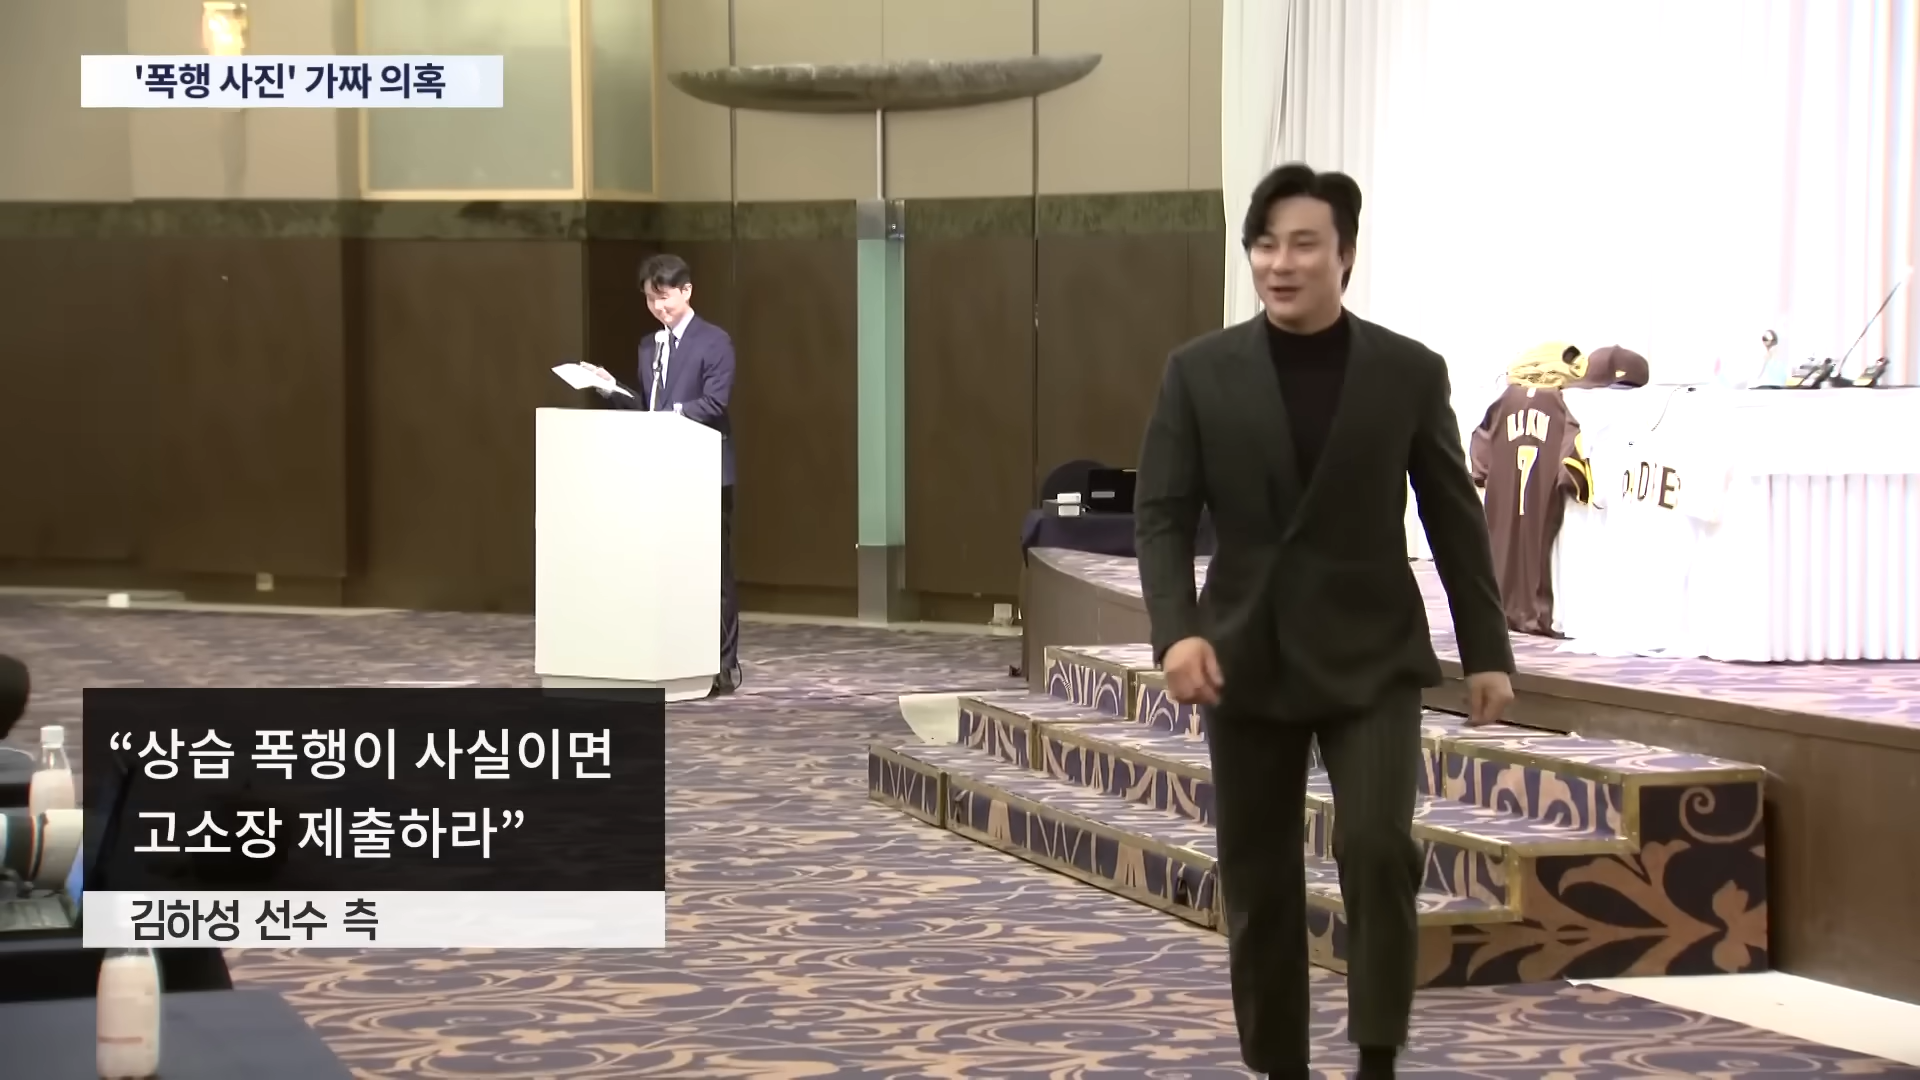 '폭행 사진' 가짜 의혹
“상습 폭행이 사실이면
고소장 제출하라”
김하성 선수 측
7